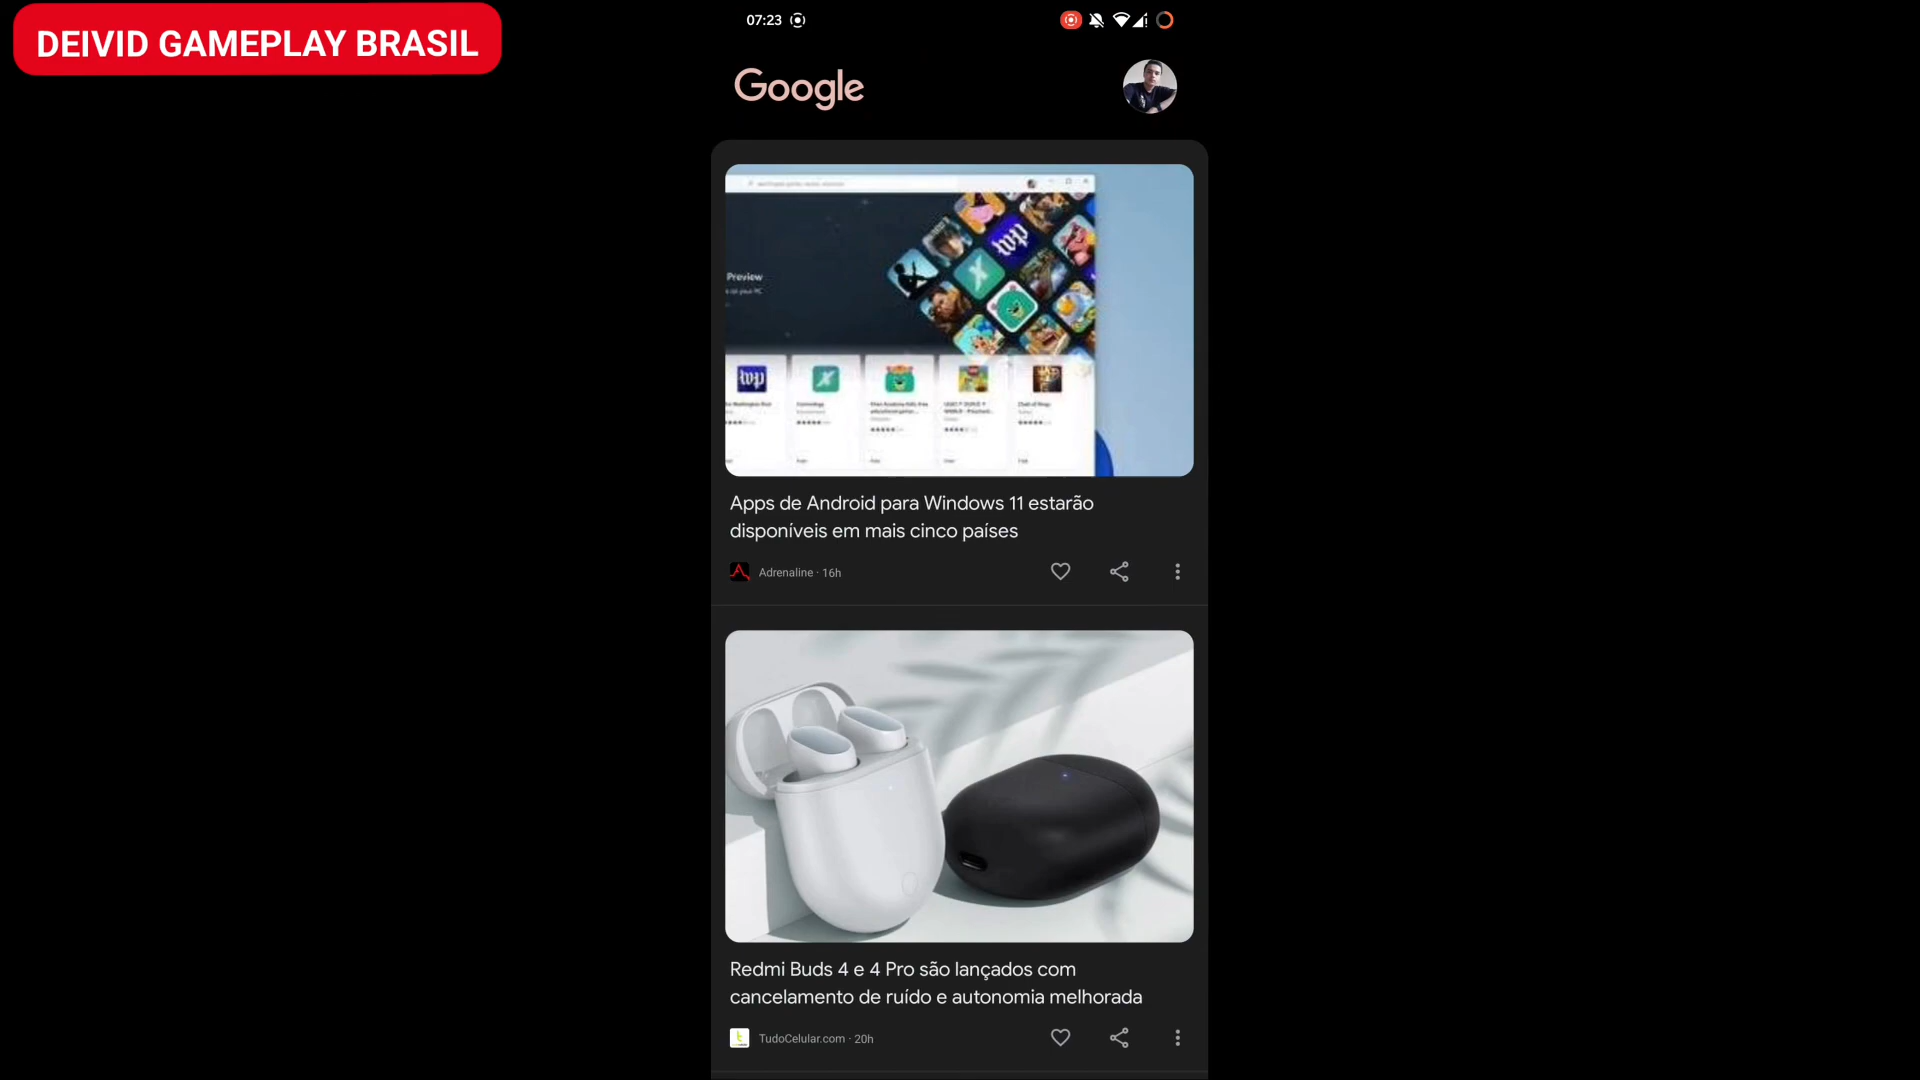 DEIVID GAMEPLAY BRASIL
07:23
Google
Preview
Apps de Android para Windows 11 estarão
disponíveis em mais cinco países
Adrenaline · 16h
Redmi Buds 4 e 4 Pro são lançados com
cancelamento de ruído e autonomia melhorada
TudoCelular.com · 20h